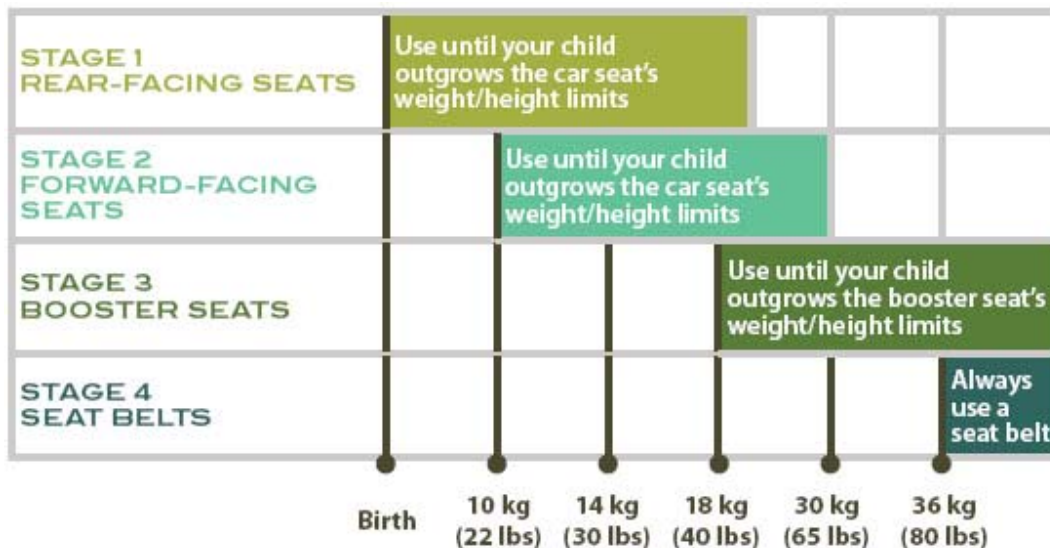 STAGE 1
REAR-FACING SEATS
Use until your child
outgrows the car seat's
weight/height limits
STAGE 2
FORWARD-FACING
SEATS
Use until your child
outgrows the car seat's
weight/height limits
STAGE 3
BOOSTER SEATS
Use until your child
outgrows the booster seat's
weight/height limits
STAGE 4
SEAT BELTS
Always
use a
seat belt
Birth
10 kg
(22 lbs)
14 kg
(30 lbs)
18 kg
(40 lbs)
30 kg
(65 lbs)
36 kg
(80 lbs)